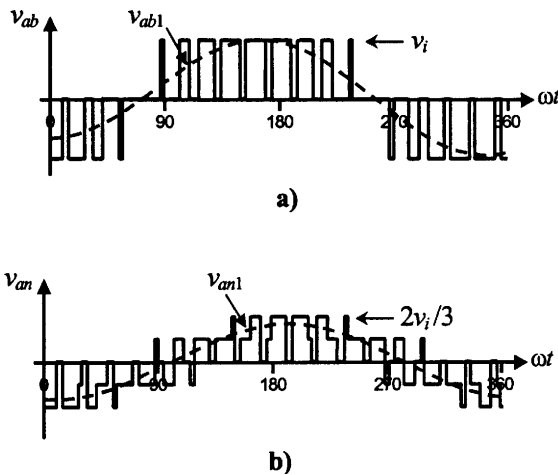 v_ab
v_ab1
v_i
0
90
180
270
360
ωt
a)
v_an
v_an1
2v_i/3
0
90
180
270
360
ωt
b)